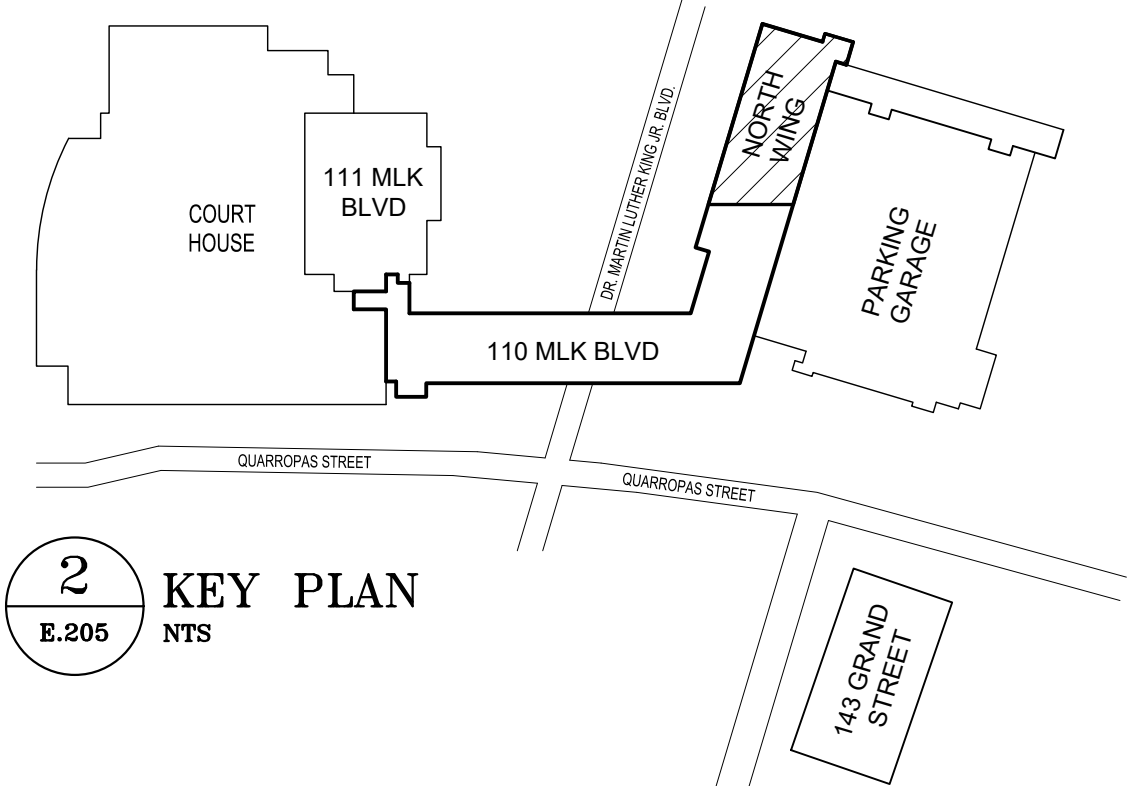 COURT
HOUSE
111 MLK
BLVD
DR. MARTIN LUTHER KING JR. BLVD.
NORTH
WING
PARKING
GARAGE
110 MLK BLVD
QUARROPAS STREET
QUARROPAS STREET
2
E.205
KEY PLAN
NTS
143 GRAND
STREET